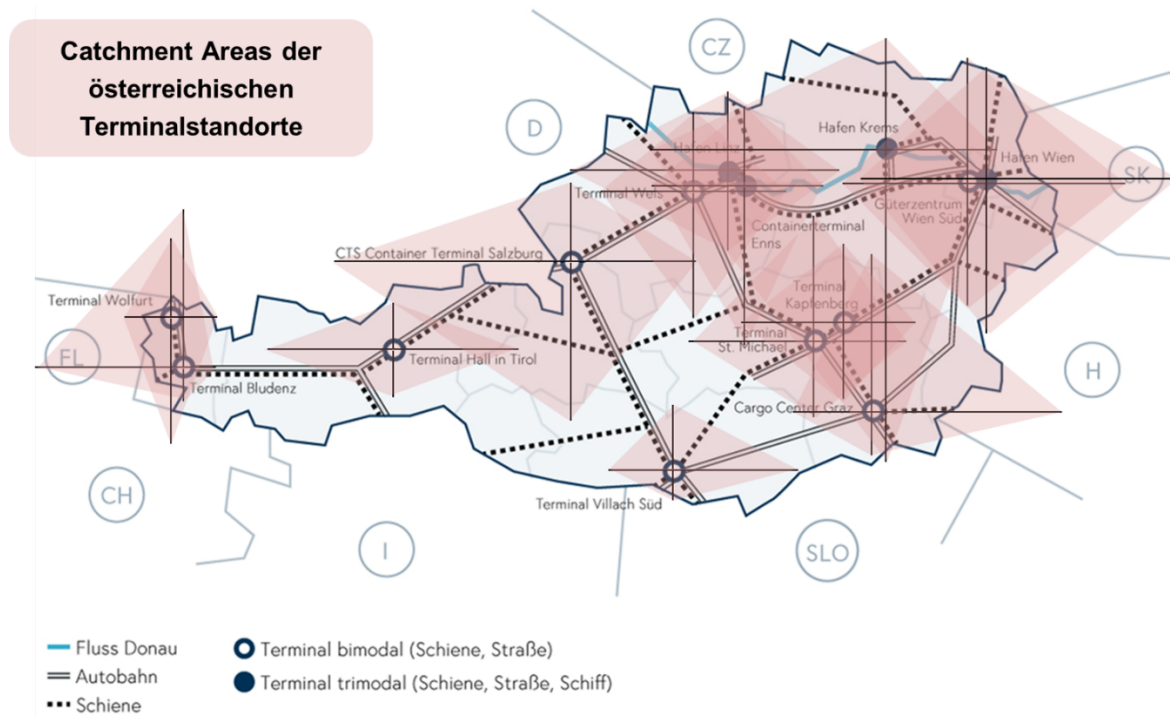 Catchment Areas der
österreichischen
Terminalstandorte
CZ
D
Hafen Krems
Hafen Linz
Hafen Wien
SK
Terminal Wels
Güterzentrum
Wien Süd
Containerterminal
Enns
CTS Container Terminal Salzburg
Terminal Wolfurt
Terminal
Kapfenberg
Terminal
St. Michael
FL
Terminal Hall in Tirol
H
Terminal Bludenz
Cargo Center Graz
CH
Terminal Villach Süd
I
SLO
Fluss Donau
Autobahn
Schiene
Terminal bimodal (Schiene, Straße)
Terminal trimodal (Schiene, Straße, Schiff)